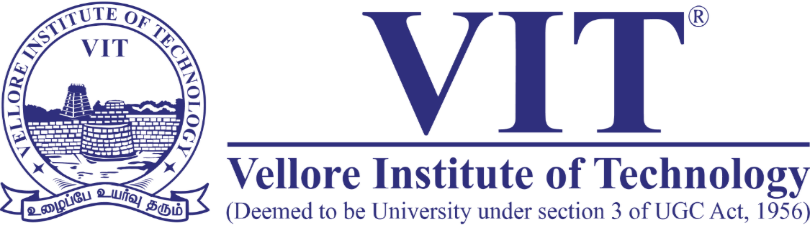 VELLORE INSTITUTE OF TECHNOLOGY
VIT
உழைப்பே உயர்வு தரும்
VIT®
Vellore Institute of Technology
(Deemed to be University under section 3 of UGC Act, 1956)